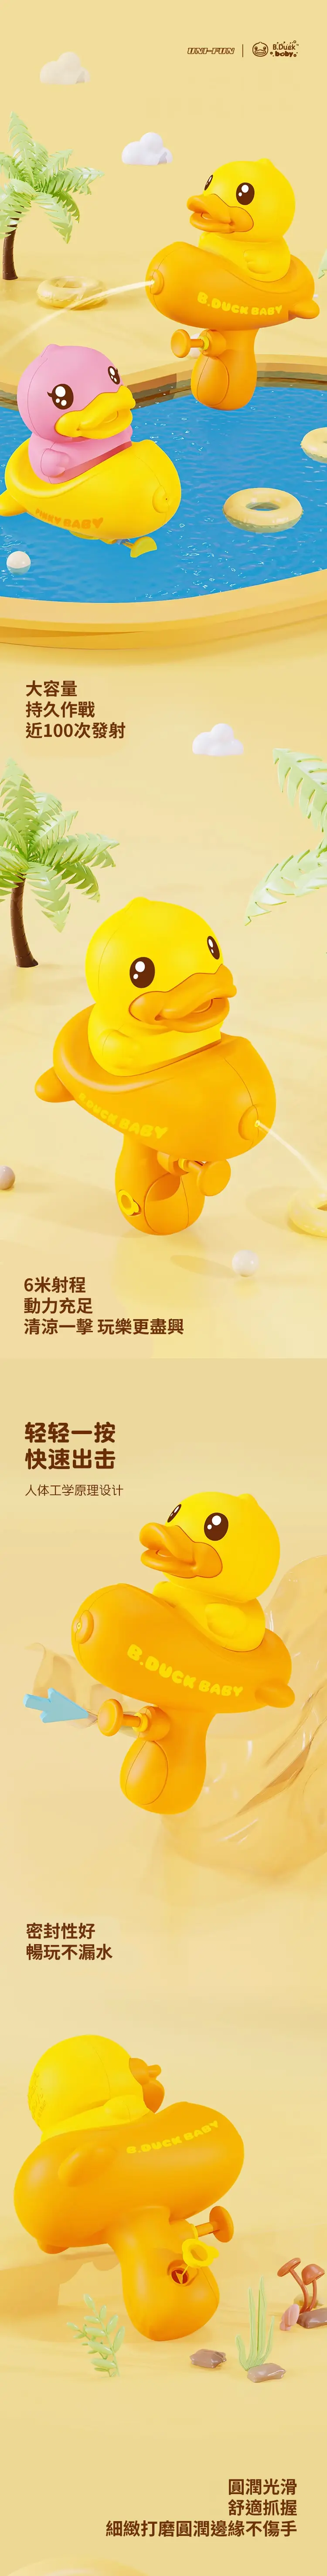 UNI-FUN
B.Duck
baby
B.DUCK BABY
PINKY BABY
大容量
持久作戰
近100次發射
B.DUCK BABY
6米射程
動力充足
清涼一擊 玩樂更盡興
轻轻一按
快速出击
人体工学原理设计
B.DUCK BABY
密封性好
暢玩不漏水
B.DUCK BABY
圓潤光滑
舒適抓握
細緻打磨圓潤邊緣不傷手